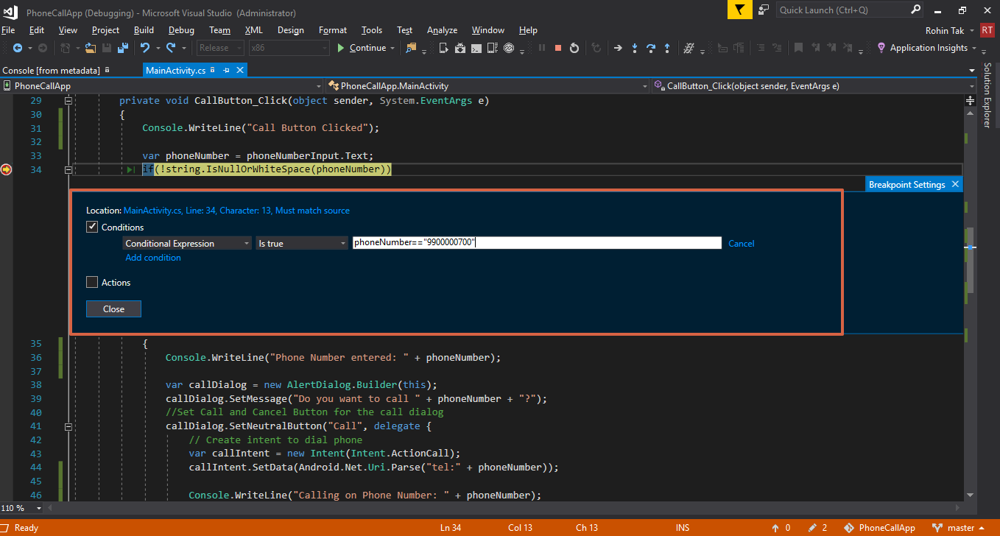 PhoneCallApp (Debugging) - Microsoft Visual Studio (Administrator)
Quick Launch (Ctrl+Q)
File Edit View Project Build Debug Team XML Design Format Tools Test Analyze Window Help
Rohin Tak RT
Release x86 Continue Application Insights
Console [from metadata] MainActivity.cs
Solution Explorer
PhoneCallApp PhoneCallApp.MainActivity CallButton_Click(object sender, EventArgs e)
29 private void CallButton_Click(object sender, System.EventArgs e)
30 {
31 Console.WriteLine("Call Button Clicked");
32
33 var phoneNumber = phoneNumberInput.Text;
34 if(!string.IsNullOrWhiteSpace(phoneNumber))
Breakpoint Settings
Location: MainActivity.cs, Line: 34, Character: 13, Must match source
Conditions
Conditional Expression Is true phoneNumber=="9900000700" Cancel
Add condition
Actions
Close
35 {
36 Console.WriteLine("Phone Number entered: " + phoneNumber);
37
38 var callDialog = new AlertDialog.Builder(this);
39 callDialog.SetMessage("Do you want to call " + phoneNumber + "?");
40 //Set Call and Cancel Button for the call dialog
41 callDialog.SetNeutralButton("Call", delegate {
42 // Create intent to dial phone
43 var callIntent = new Intent(Intent.ActionCall);
44 callIntent.SetData(Android.Net.Uri.Parse("tel:" + phoneNumber));
45
46 Console.WriteLine("Calling on Phone Number: " + phoneNumber);
110 %
Ready Ln 34 Col 13 Ch 13 INS 0 2 PhoneCallApp master